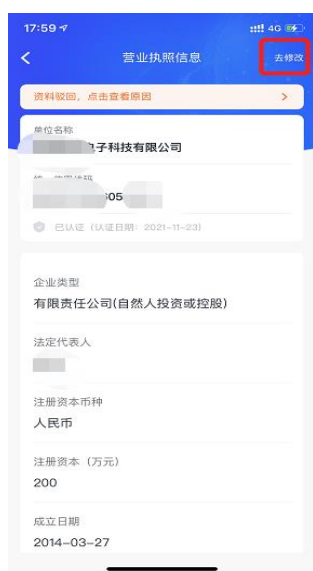 17:59
4G
营业执照信息
去修改
资料驳回，点击查看原因
单位名称
子科技有限公司
05
已认证（认证日期：2021-11-23)
企业类型
有限责任公司(自然人投资或控股)
法定代表人
注册资本币种
人民币
注册资本（万元）
200
成立日期
2014-03-27